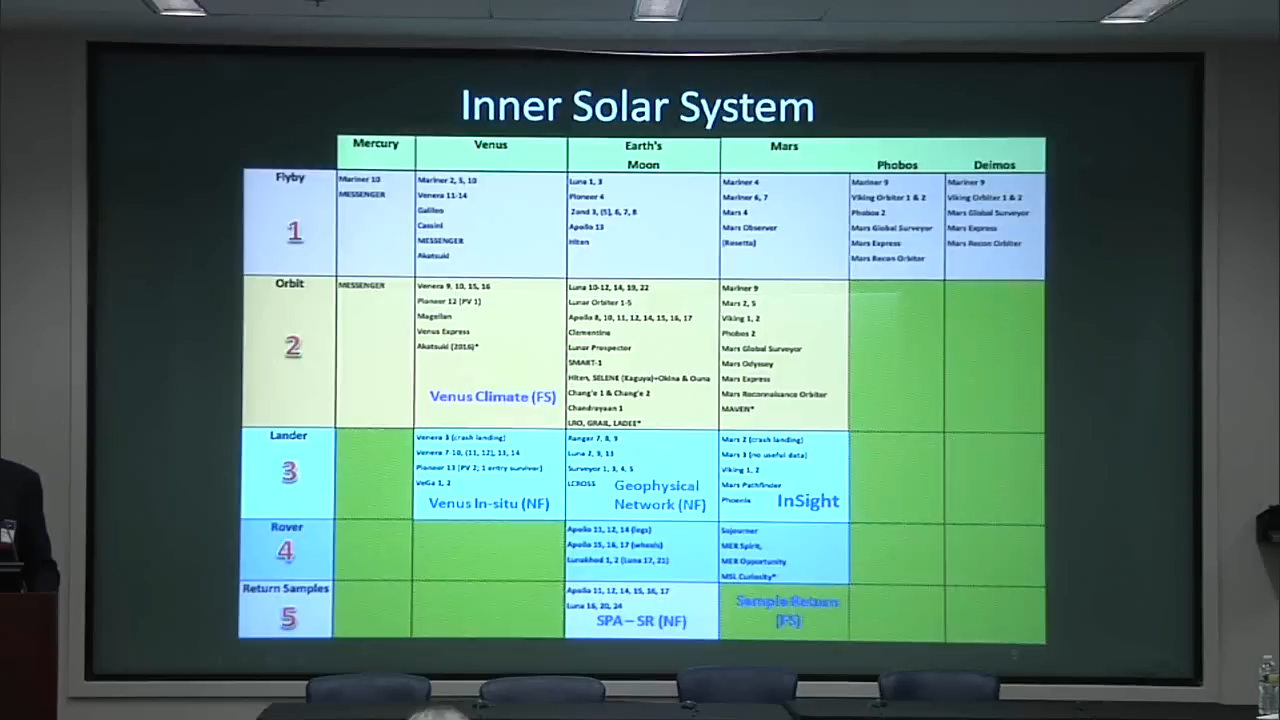 Inner Solar System
Mercury
Venus
Earth's
Moon
Mars
Phobos
Deimos
Flyby
1
Mariner 10
MESSENGER
Mariner 2, 5, 10
Venera 11-14
Galileo
Cassini
MESSENGER
Akatsuki
Luna 1, 3
Pioneer 4
Zond 3, (5), 6, 7, 8
Apollo 13
Hiten
Mariner 4
Mariner 6, 7
Mars 4
Mars Observer
(Rosetta)
Mariner 9
Viking Orbiter 1 & 2
Phobos 2
Mars Global Surveyor
Mars Express
Mars Recon Orbiter
Mariner 9
Viking Orbiter 1 & 2
Mars Global Surveyor
Mars Express
Mars Recon Orbiter
Orbit
2
MESSENGER
Venera 9, 10, 15, 16
Pioneer 12 (PV 1)
Magellan
Venus Express
Akatsuki (2016)*
Venus Climate (FS)
Luna 10-12, 14, 19, 22
Lunar Orbiter 1-5
Apollo 8, 10, 11, 12, 14, 15, 16, 17
Clementine
Lunar Prospector
SMART-1
Hiten, SELENE (Kaguya)+Okina & Ouna
Chang'e 1 & Chang'e 2
Chandrayaan 1
LRO, GRAIL, LADEE*
Mariner 9
Mars 2, 5
Viking 1, 2
Phobos 2
Mars Global Surveyor
Mars Odyssey
Mars Express
Mars Reconnaisance Orbiter
MAVEN*
Lander
3
Venera 3 (crash landing)
Venera 7-10, (11, 12), 13, 14
Pioneer 13 (PV 2; 1 entry survivor)
VeGa 1, 2
Venus In-situ (NF)
Ranger 7, 8, 9
Luna 2, 9, 13
Surveyor 1, 3, 4, 5
LCROSS
Geophysical
Network (NF)
Mars 2 (crash landing)
Mars 3 (no useful data)
Viking 1, 2
Mars Pathfinder
Phoenix
InSight
Rover
4
Apollo 11, 12, 14 (legs)
Apollo 15, 16, 17 (wheels)
Lunakhod 1, 2 (Luna 17, 21)
Sojourner
MER Spirit,
MER Opportunity
MSL Curiosity*
Return Samples
5
Apollo 11, 12, 14, 15, 16, 17
Luna 16, 20, 24
SPA – SR (NF)
Sample Return
(FS)